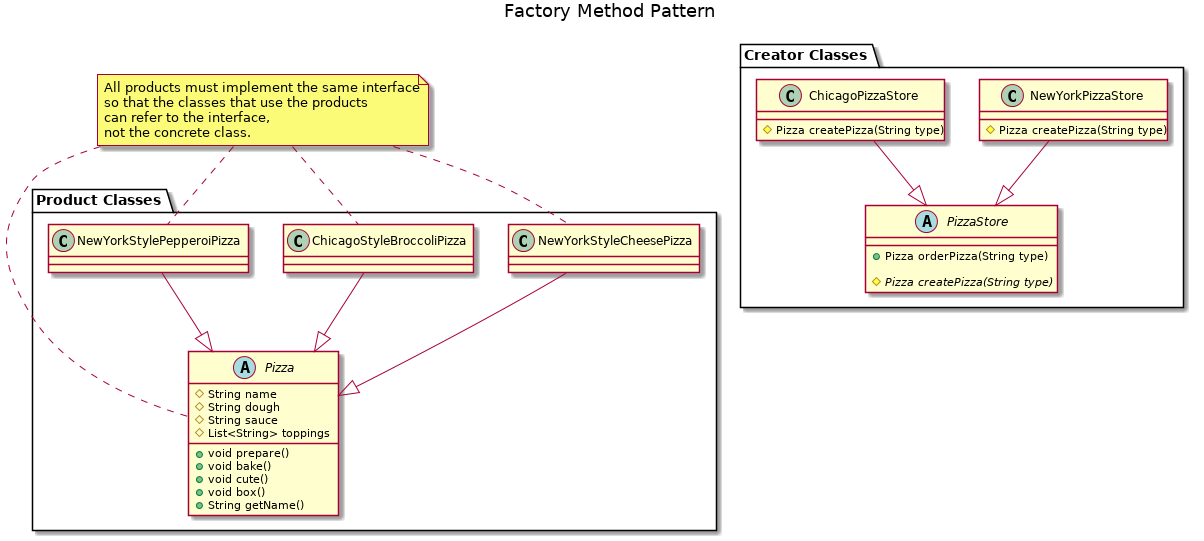 Factory Method Pattern
All products must implement the same interface
so that the classes that use the products
can refer to the interface,
not the concrete class.
Product Classes
C NewYorkStylePepperoiPizza
C ChicagoStyleBroccoliPizza
C NewYorkStyleCheesePizza
A Pizza
String name
String dough
String sauce
List<String> toppings
void prepare()
void bake()
void cute()
void box()
String getName()
Creator Classes
C ChicagoPizzaStore
Pizza createPizza(String type)
C NewYorkPizzaStore
Pizza createPizza(String type)
A PizzaStore
Pizza orderPizza(String type)
Pizza createPizza(String type)